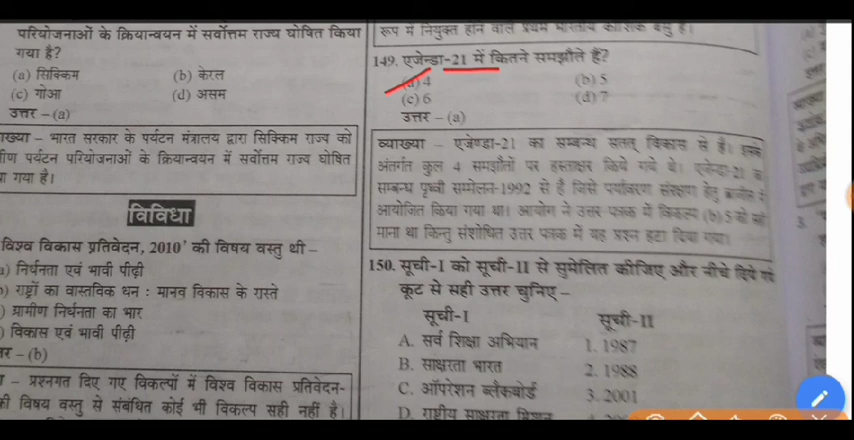 परियोजनाओं के क्रियान्वयन में सर्वोत्तम राज्य घोषित किया
गया है?
(a) सिक्किम (b) केरल
(c) गोआ (d) असम
उत्तर –(a)
भारत सरकार के पर्यटन मंत्रालय द्वारा सिक्किम राज्य को
पर्यटन परियोजनाओं के क्रियान्वयन में सर्वोत्तम राज्य घोषित
गया है।
विविधा
विश्व विकास प्रतिवेदन, 2010' की विषय वस्तु थी –
निर्धनता एवं भावी पीढ़ी
राष्ट्रों का वास्तविक धन : मानव विकास के रास्ते
ग्रामीण निर्धनता का भार
विकास एवं भावी पीढ़ी
– (b)
– प्रश्नगत दिए गए विकल्पों में विश्व विकास प्रतिवेदन-
की विषय वस्तु से संबंधित कोई भी विकल्प सही नहीं है।
रूप में नियुक्त होने वाले प्रथम भारतीय
149. एजेन्डा-21 में कितने समझौते हैं?
(a) 4 (b) 5
(c) 6 (d) 7
उत्तर –(a)
व्याख्या – एजेण्डा-21 का सम्बन्ध सतत् विकास से है। इसके
अंतर्गत कुल 4 समझौतों पर हस्ताक्षर किये गये थे। एजेन्डा-21 का
सम्बन्ध पृथ्वी सम्मेलन-1992 से है जिसे पर्यावरण संरक्षण हेतु ब्राजील में
आयोजित किया गया था। आयोग ने उत्तर पत्रक में विकल्प (b) 5 को सही
माना था किन्तु संशोधित उत्तर पत्रक में यह प्रश्न हटा दिया गया।
150. सूची-I को सूची-II से सुमेलित कीजिए और नीचे दिये गये
कूट से सही उत्तर चुनिए –
सूची-I सूची-II
A. सर्व शिक्षा अभियान 1. 1987
B. साक्षरता भारत 2. 1988
C. ऑपरेशन ब्लैकबोर्ड 3. 2001
D. राष्ट्रीय साक्षरता मिशन
3.